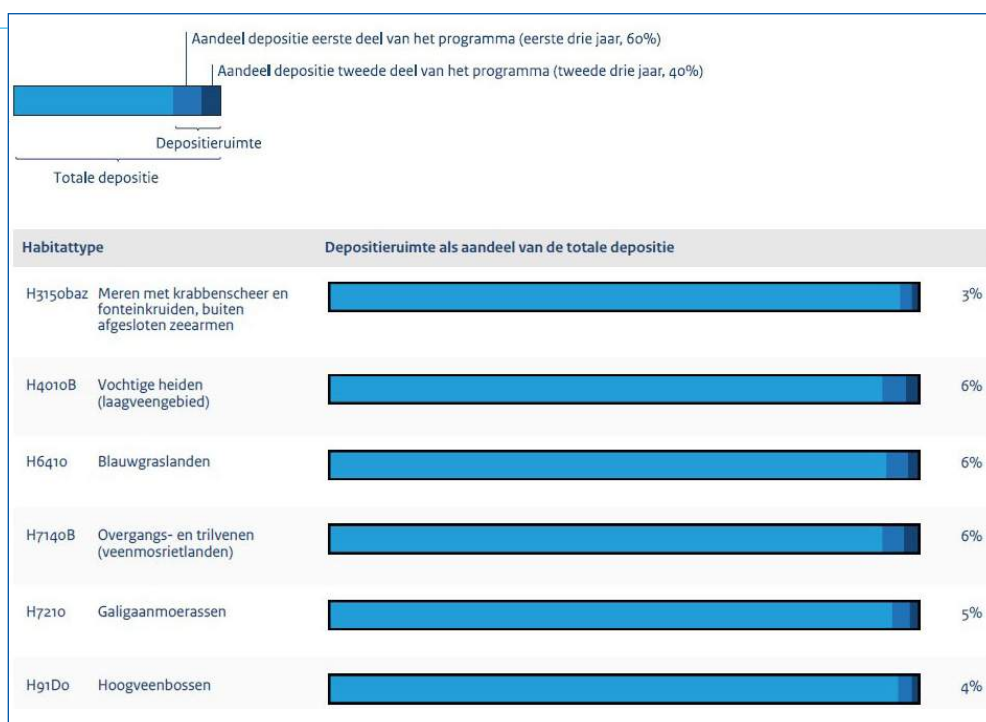 Aandeel depositie eerste deel van het programma (eerste drie jaar, 60%)
Aandeel depositie tweede deel van het programma (tweede drie jaar, 40%)
Depositieruimte
Totale depositie
Habitattype Depositieruimte als aandeel van de totale depositie
H3150baz Meren met krabbenscheer en
fonteinkruiden, buiten
afgesloten zeearmen
3%
H4010B Vochtige heiden
(laagveengebied)
6%
H6410 Blauwgraslanden 6%
H7140B Overgangs- en trilvenen
(veenmosrietlanden)
6%
H7210 Galigaanmoerassen 5%
H91D0 Hoogveenbossen 4%